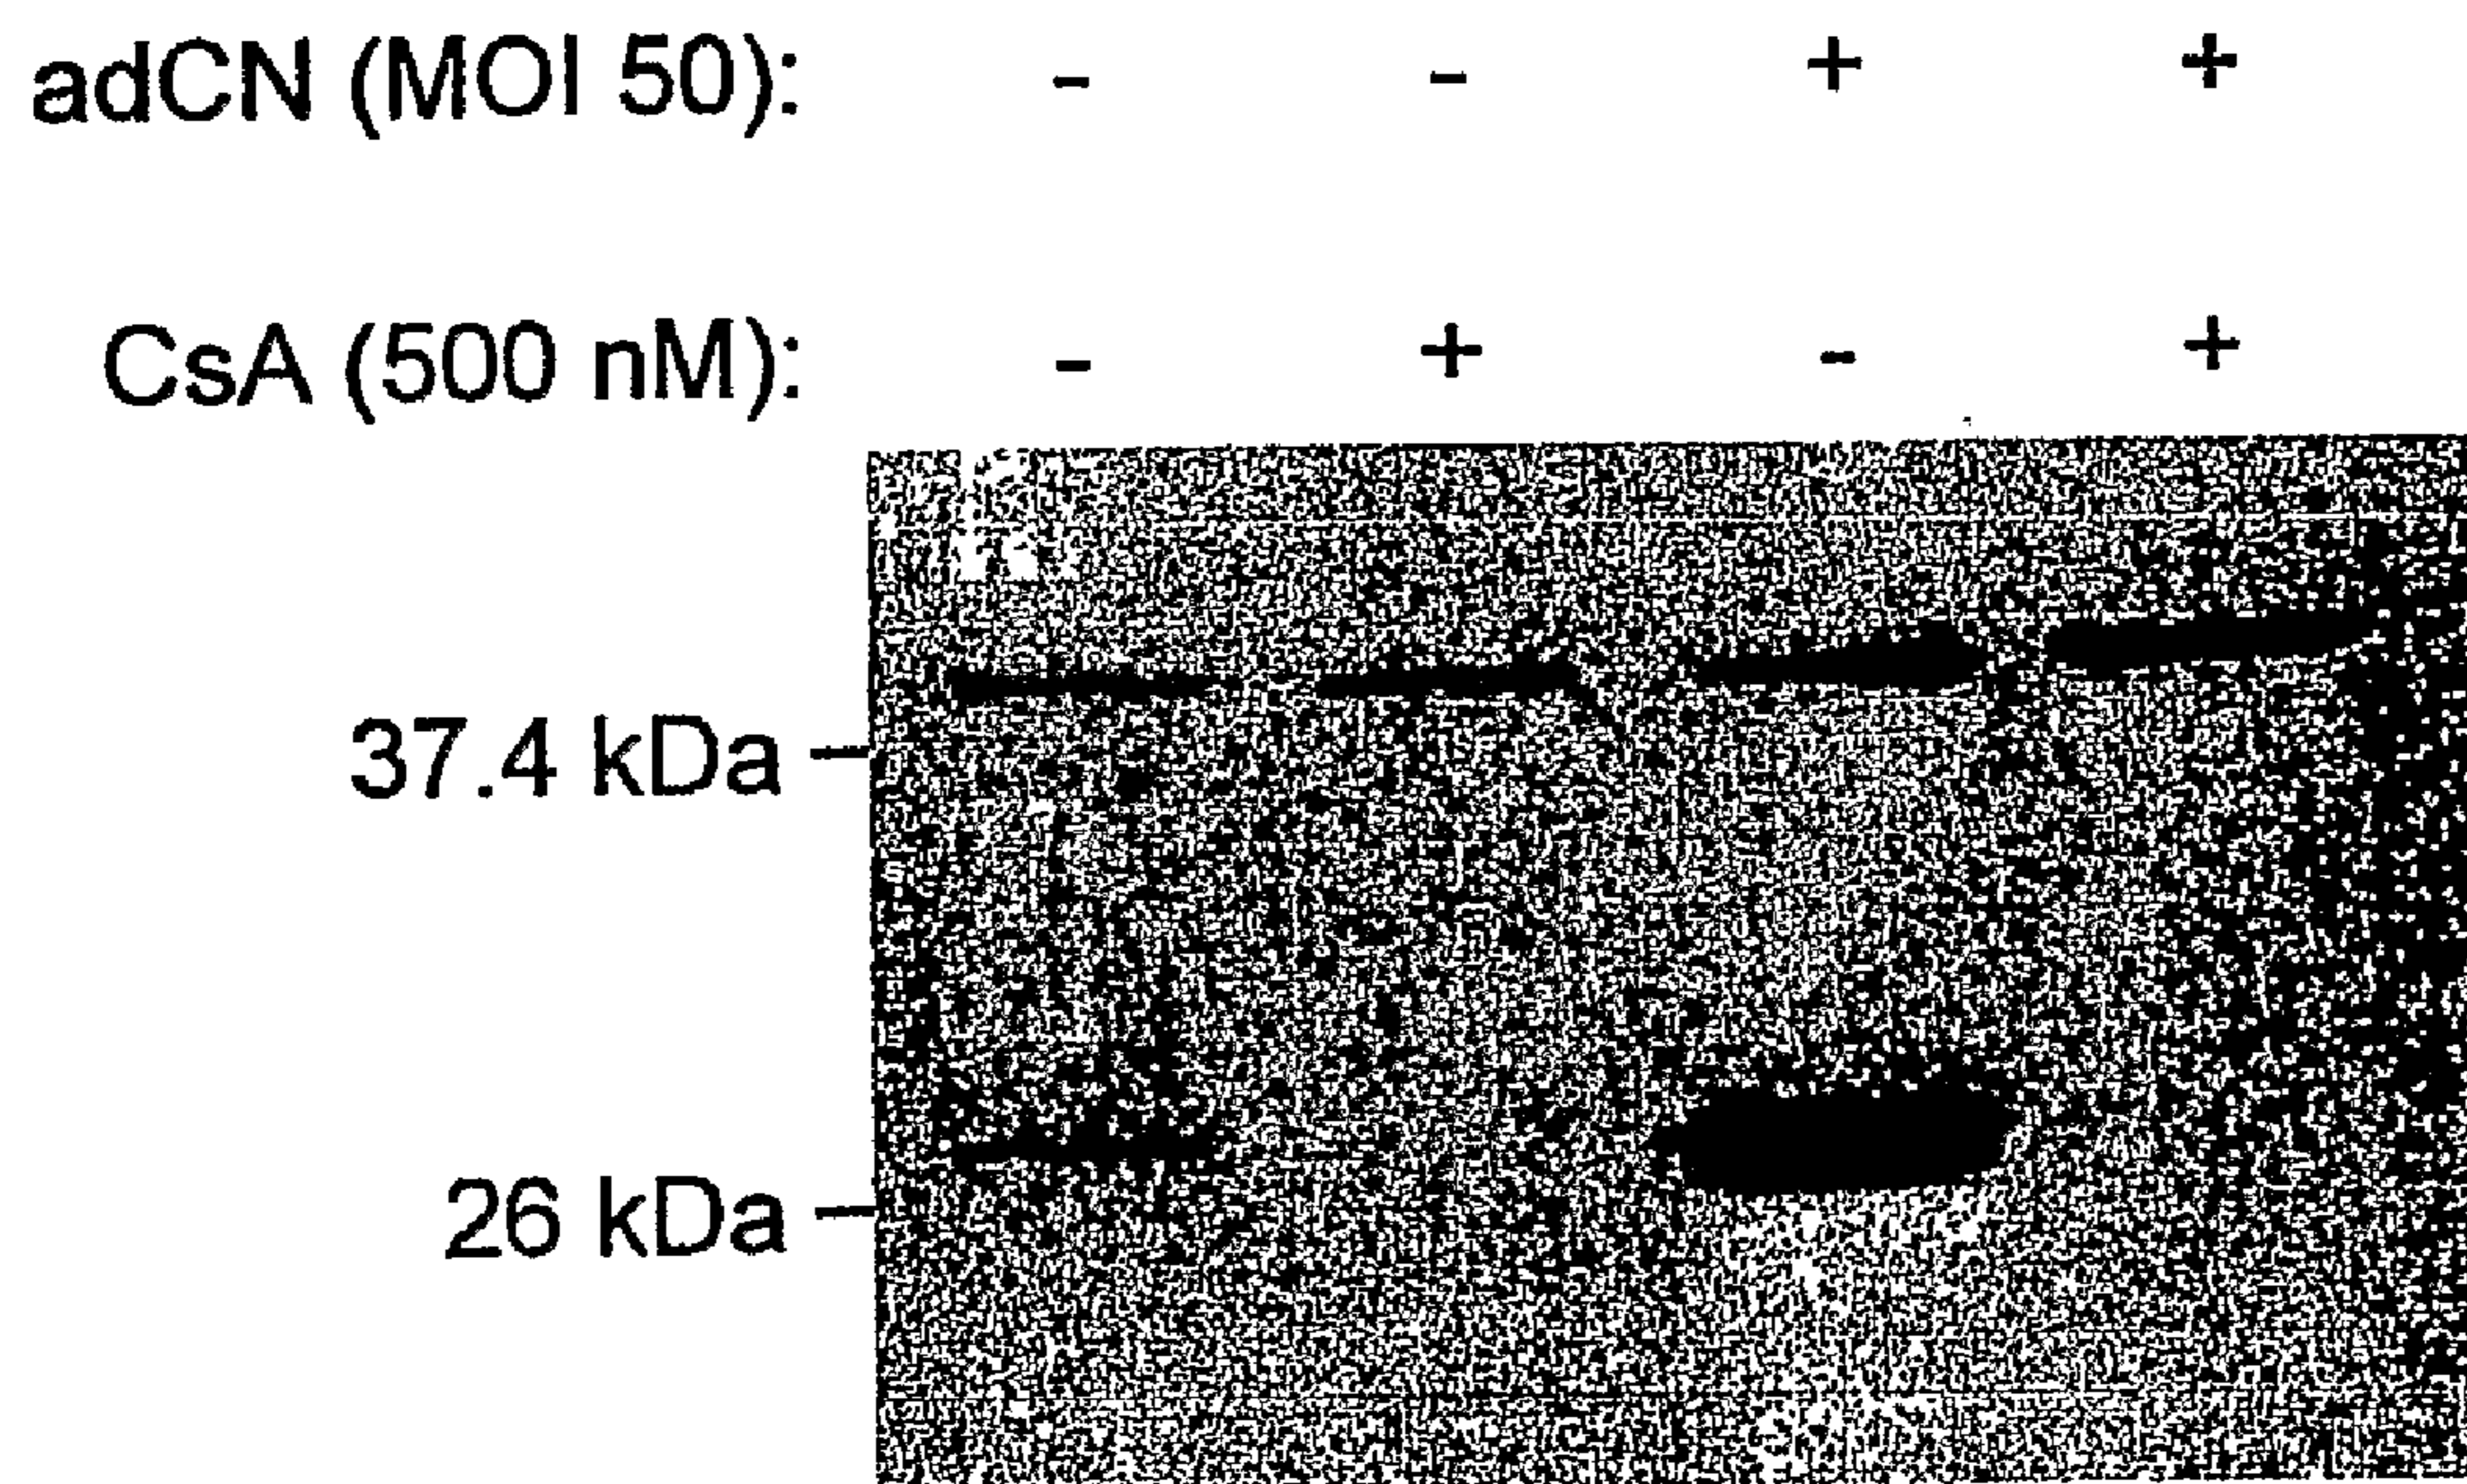 adCN (MOI 50): - - + +
CsA (500 nM): - + - +
37.4 kDa
26 kDa